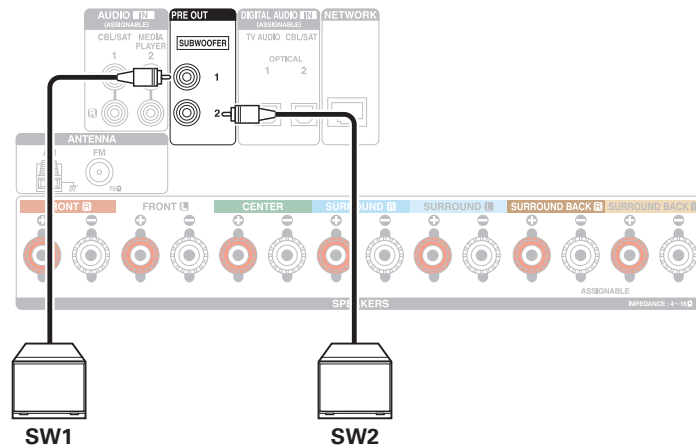 AUDIO IN
(ASSIGNABLE)
CBL/SAT MEDIA PLAYER
1 2
R
PRE OUT
SUBWOOFER
1
2
DIGITAL AUDIO IN
(ASSIGNABLE)
TV AUDIO CBL/SAT
OPTICAL
1 2
NETWORK
ANTENNA
FM
75Ω
FRONT R FRONT L CENTER SURROUND R SURROUND L SURROUND BACK R SURROUND BACK L
ASSIGNABLE
SPEAKERS
IMPEDANCE : 4~16Ω
SW1 SW2